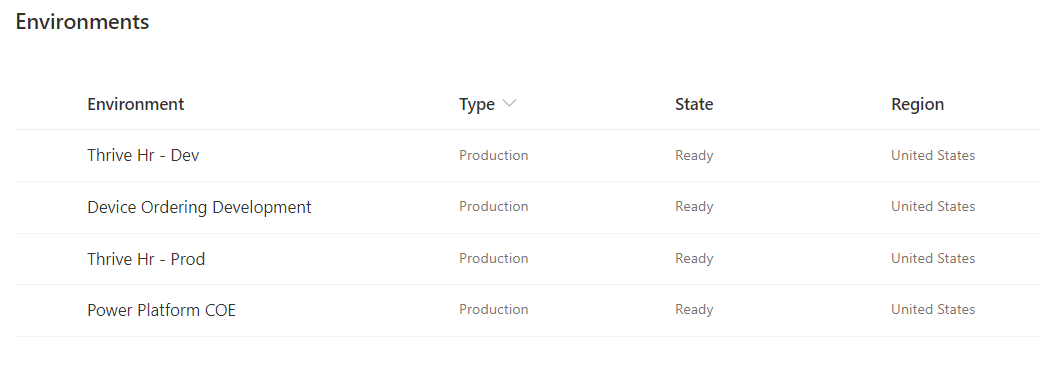 Environments
Environment Type State Region
Thrive Hr - Dev Production Ready United States
Device Ordering Development Production Ready United States
Thrive Hr - Prod Production Ready United States
Power Platform COE Production Ready United States